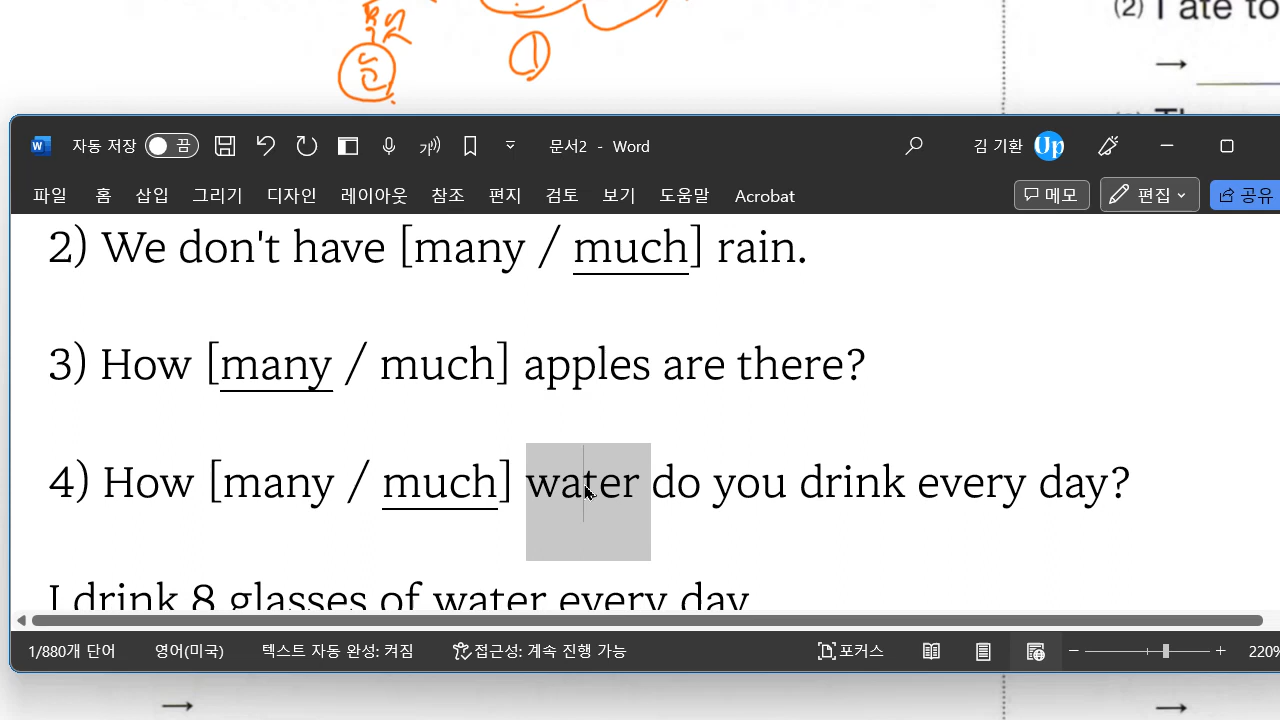 (2) I ate to
→
자동 저장 끔 가)) 문서2 - Word 김 기환 Up
파일 홈 삽입 그리기 디자인 레이아웃 참조 편지 검토 보기 도움말 Acrobat 메모 편집 공유
2) We don't have [many / much] rain.
3) How [many / much] apples are there?
4) How [many / much] water do you drink every day?
I drink 8 glasses of water every day
1/880개 단어 영어(미국) 텍스트 자동 완성: 켜짐 접근성: 계속 진행 가능 포커스 220%
→ →